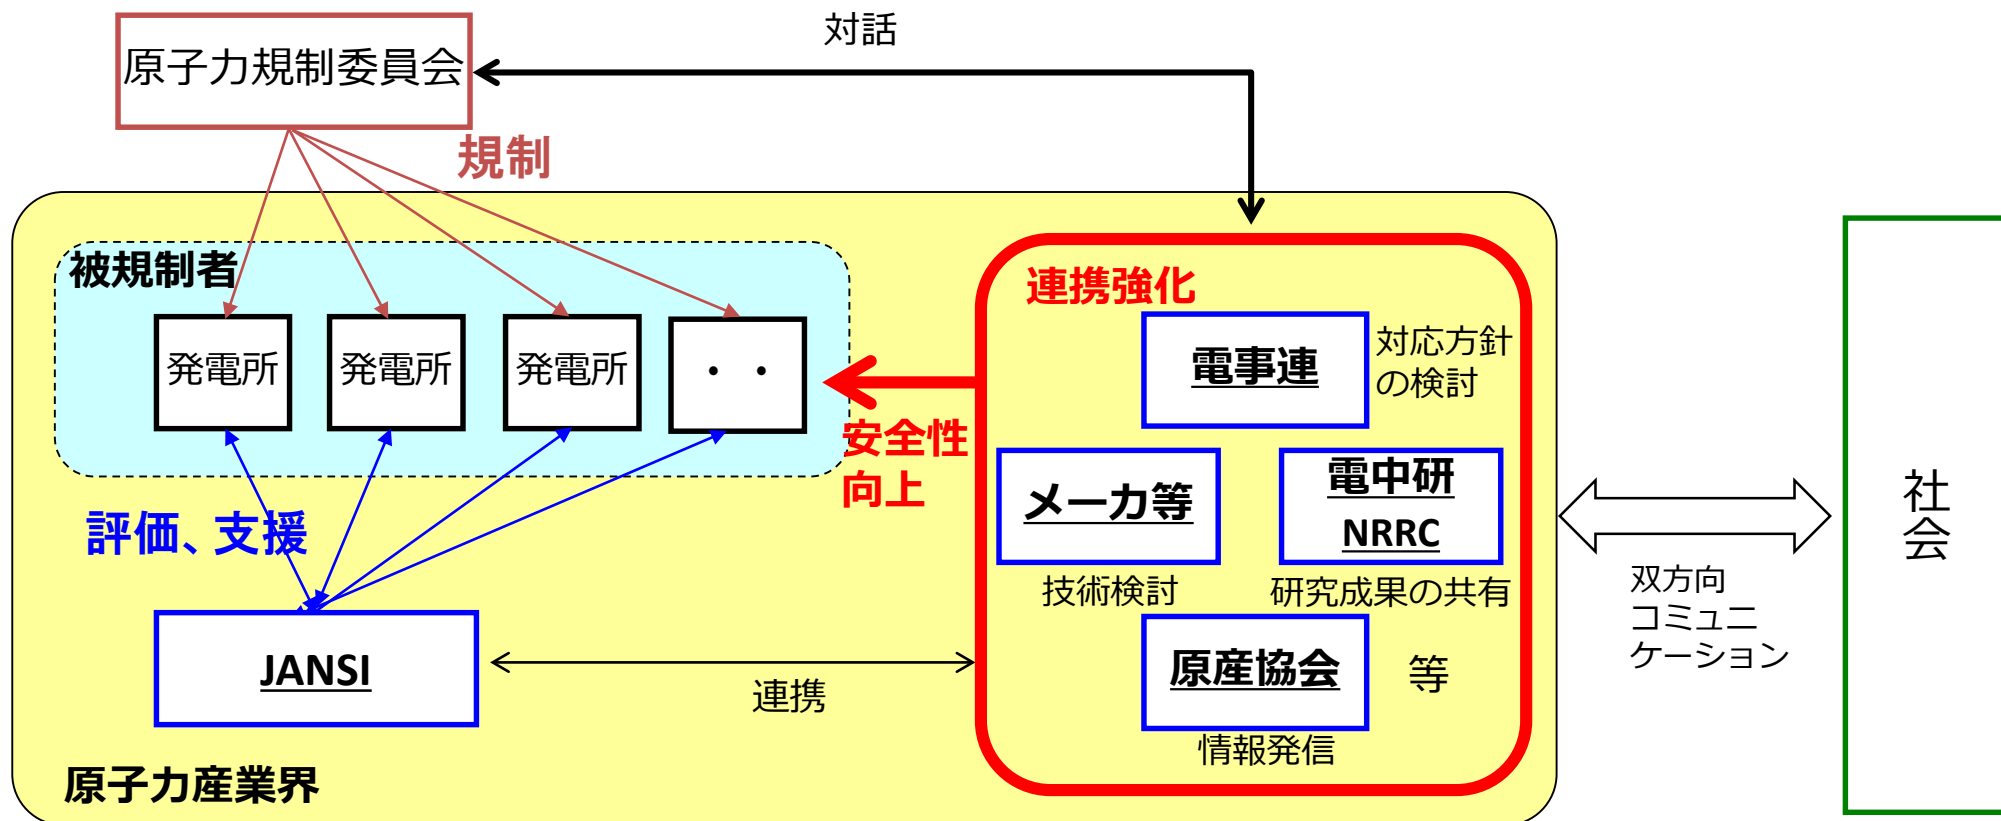 対話
原子力規制委員会
規制
被規制者
連携強化
発電所
発電所
発電所
・・
電事連
対応方針
の検討
安全性
向上
メーカ等
電中研
NRRC
評価、支援
技術検討
研究成果の共有
社会
双方向
コミュニ
ケーション
JANSI
連携
原産協会
等
情報発信
原子力産業界